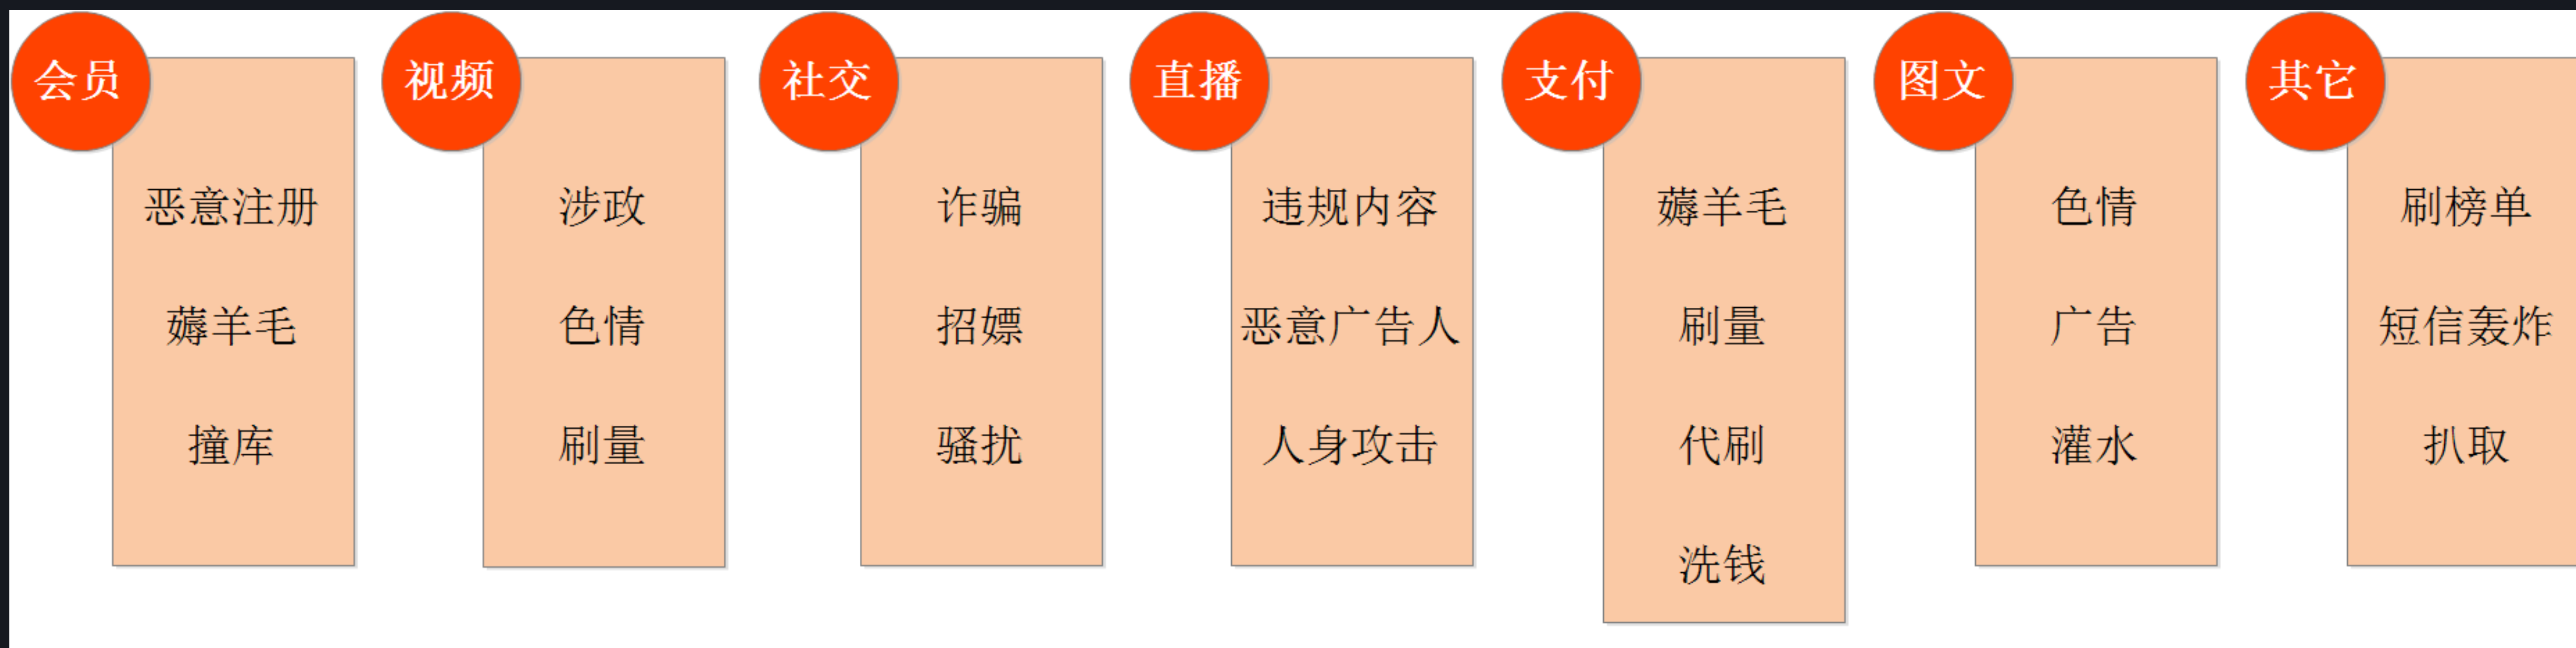 会员
恶意注册
薅羊毛
撞库
视频
涉政
色情
刷量
社交
诈骗
招嫖
骚扰
直播
违规内容
恶意广告人
人身攻击
支付
薅羊毛
刷量
代刷
洗钱
图文
色情
广告
灌水
其它
刷榜单
短信轰炸
扒取